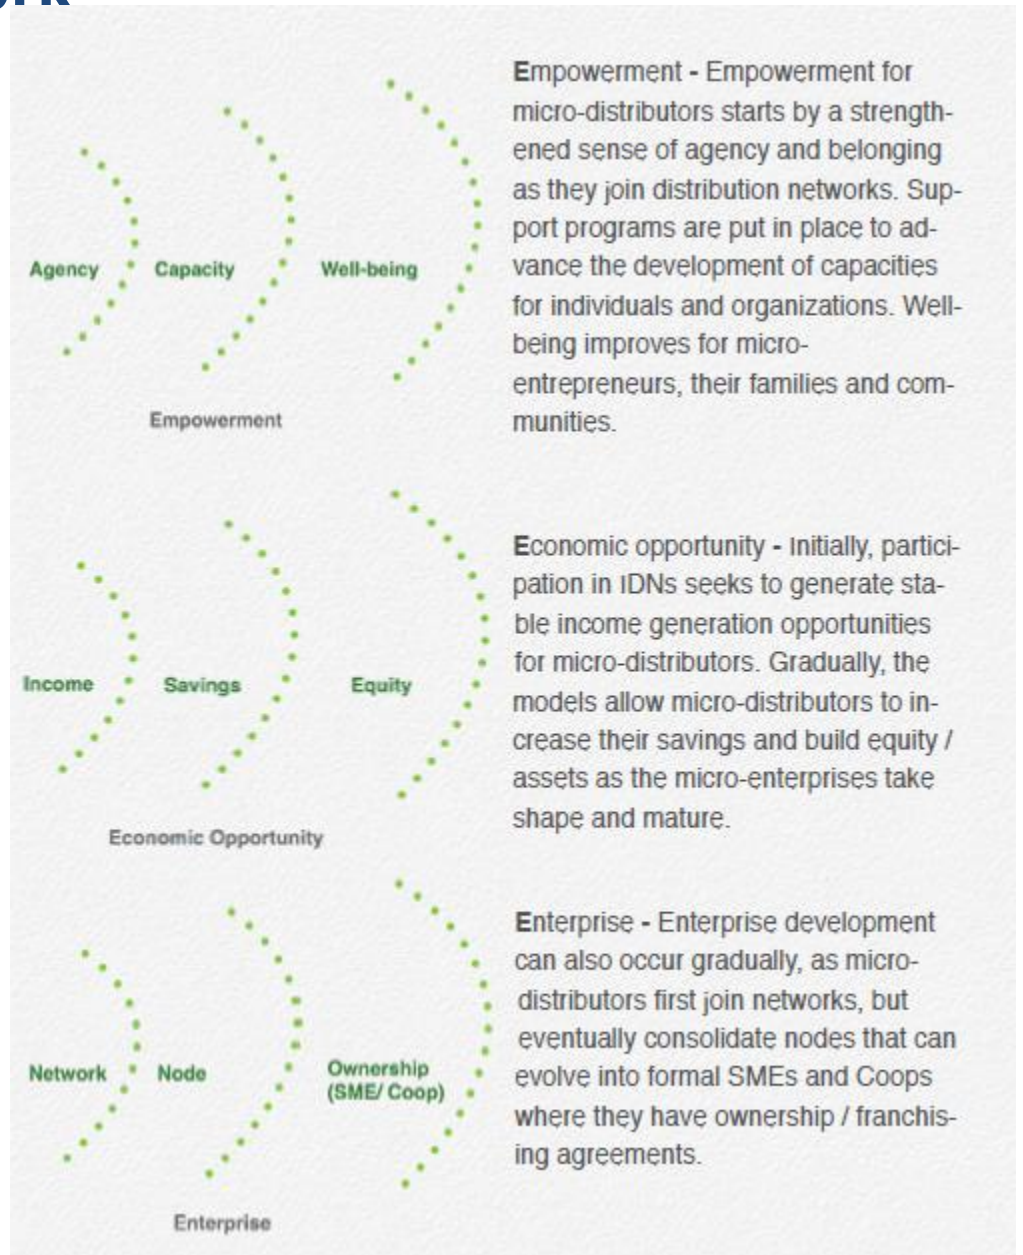 Empowerment - Empowerment for
micro-distributors starts by a strength-
ened sense of agency and belonging
as they join distribution networks. Sup-
port programs are put in place to ad-
vance the development of capacities
for individuals and organizations. Well-
being improves for micro-
entrepreneurs, their families and com-
munities.
Agency Capacity Well-being
Empowerment
Economic opportunity - Initially, partici-
pation in IDNs seeks to generate sta-
ble income generation opportunities
for micro-distributors. Gradually, the
models allow micro-distributors to in-
crease their savings and build equity /
assets as the micro-enterprises take
shape and mature.
Income Savings Equity
Economic Opportunity
Enterprise - Enterprise development
can also occur gradually, as micro-
distributors first join networks, but
eventually consolidate nodes that can
evolve into formal SMEs and Coops
where they have ownership / franchis-
ing agreements.
Network Node Ownership
(SME/ Coop)
Enterprise